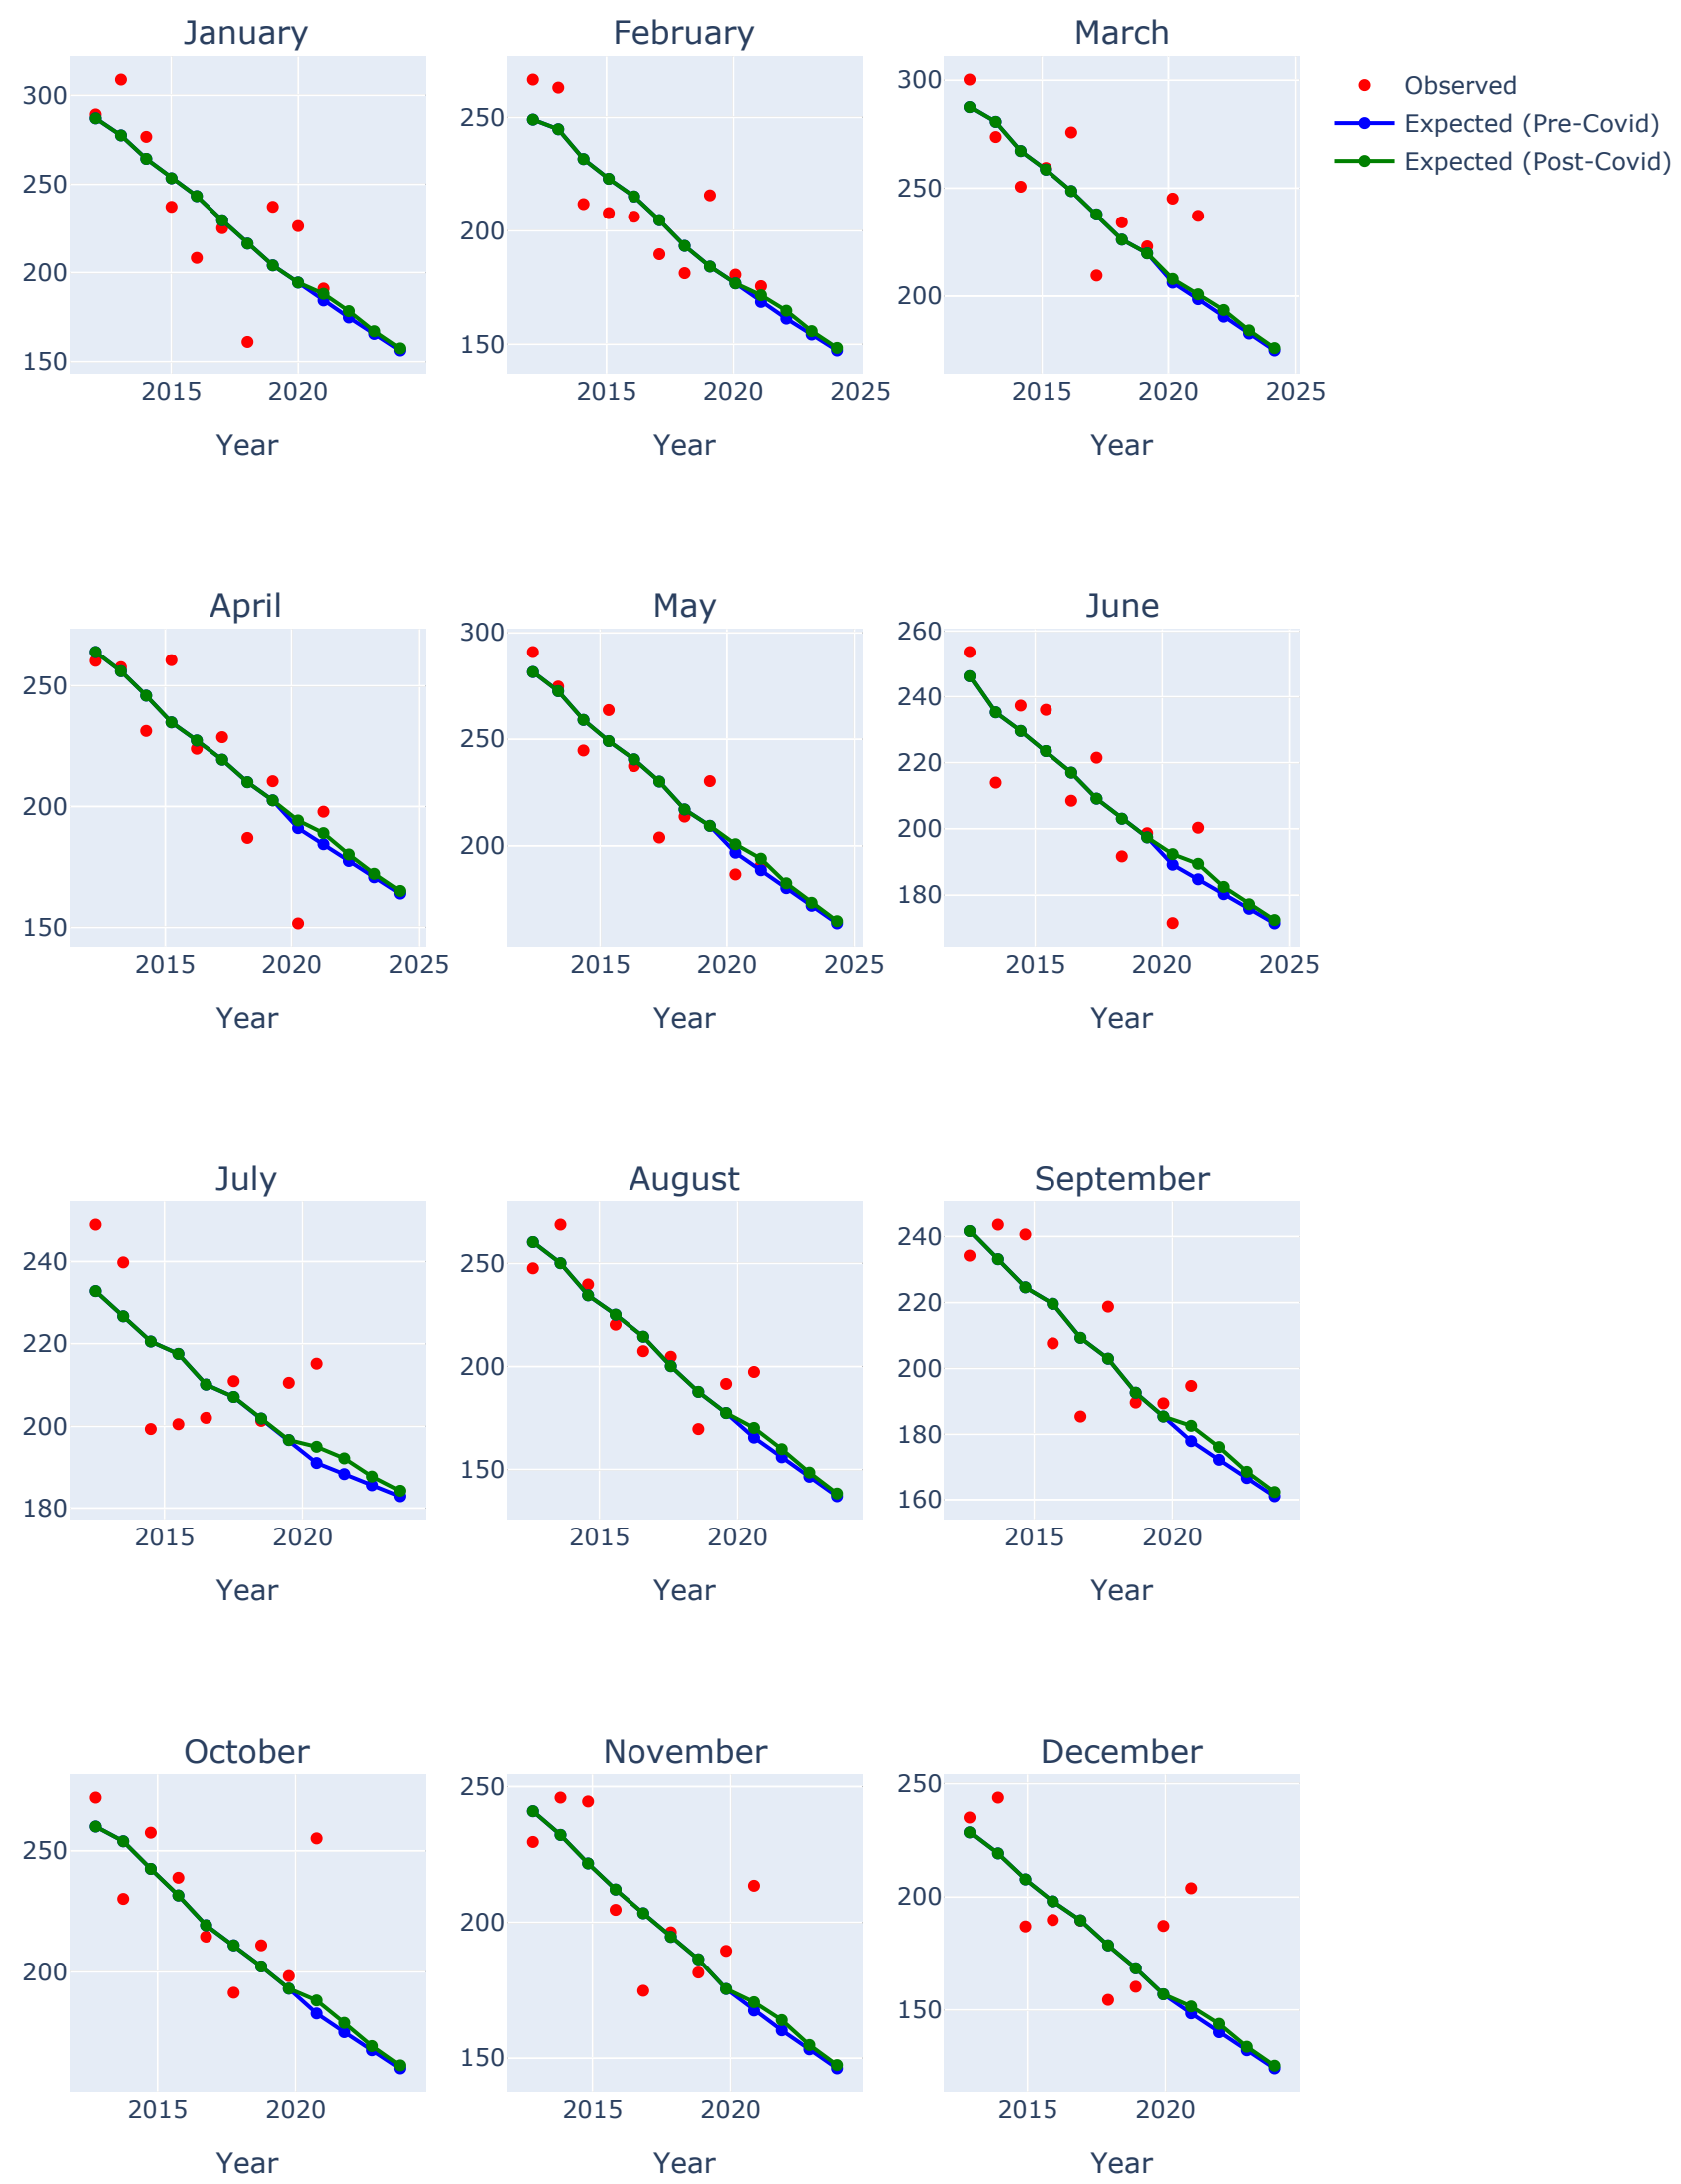 January February March
300
250
200
150
2015 2020
Year
250
200
150
2015 2020 2025
Year
300
250
200
2015 2020 2025
Year
Observed
Expected (Pre-Covid)
Expected (Post-Covid)
April May June
250
200
150
2015 2020 2025
Year
300
250
200
2015 2020 2025
Year
260
240
220
200
180
2015 2020 2025
Year
July August September
240
220
200
180
2015 2020
Year
250
200
150
2015 2020
Year
240
220
200
180
160
2015 2020
Year
October November December
250
200
2015 2020
Year
250
200
150
2015 2020
Year
250
200
150
2015 2020
Year